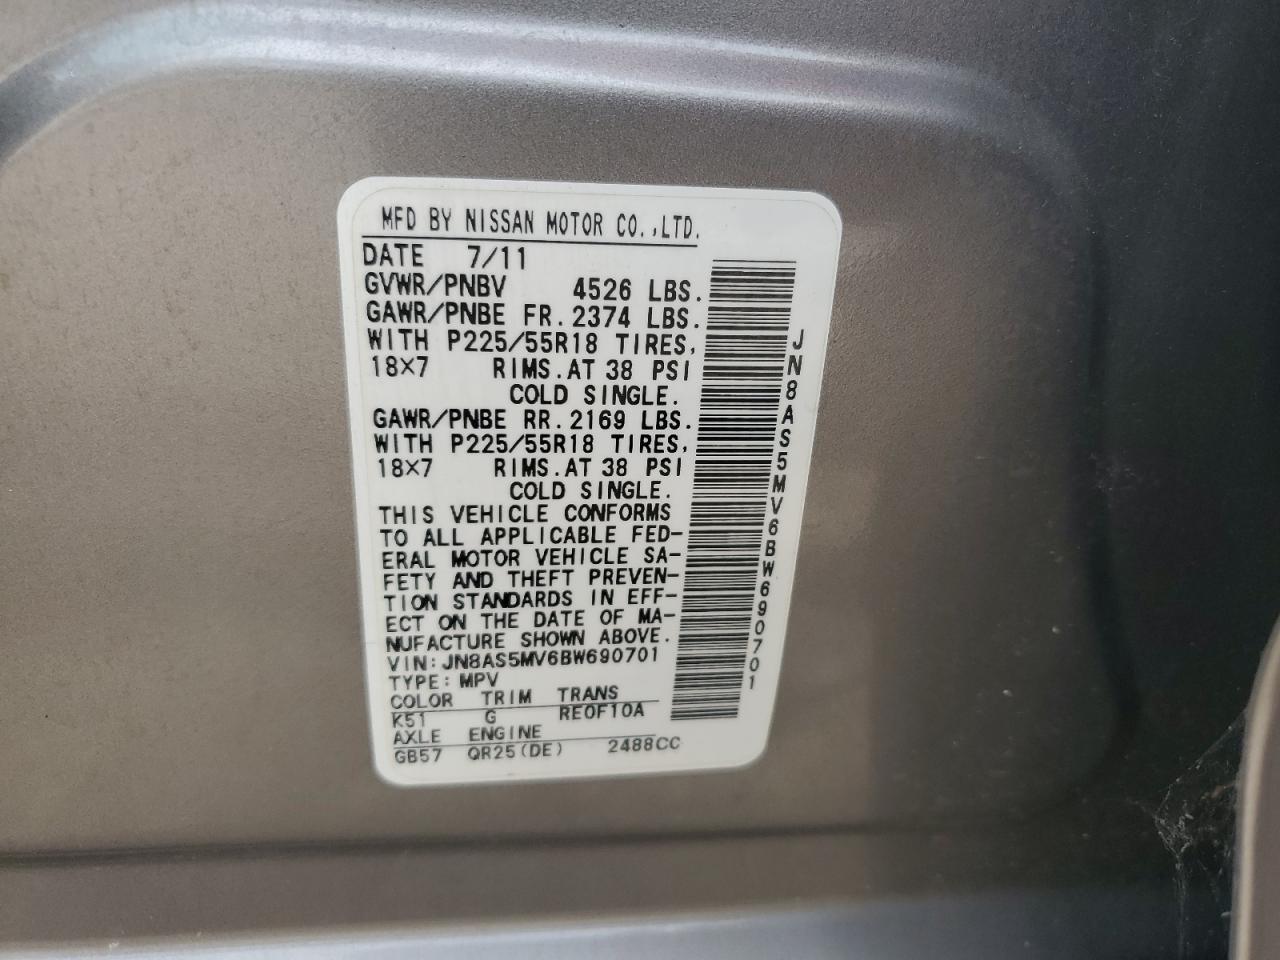 MFD BY NISSAN MOTOR CO.,LTD.
DATE 7/11
GVWR/PNBV 4526 LBS.
GAWR/PNBE FR.2374 LBS.
WITH P225/55R18 TIRES,
18×7 RIMS.AT 38 PSI
COLD SINGLE.
GAWR/PNBE RR.2169 LBS.
WITH P225/55R18 TIRES,
18×7 RIMS.AT 38 PSI
COLD SINGLE.
THIS VEHICLE CONFORMS
TO ALL APPLICABLE FED-
ERAL MOTOR VEHICLE SA-
FETY AND THEFT PREVEN-
TION STANDARDS IN EFF-
ECT ON THE DATE OF MA-
NUFACTURE SHOWN ABOVE.
VIN:JN8AS5MV6BW690701
TYPE:MPV
COLOR TRIM TRANS
K51 G RE0F10A
AXLE ENGINE
GB57 QR25(DE) 2488CC
JN8AS5MV6BW690701